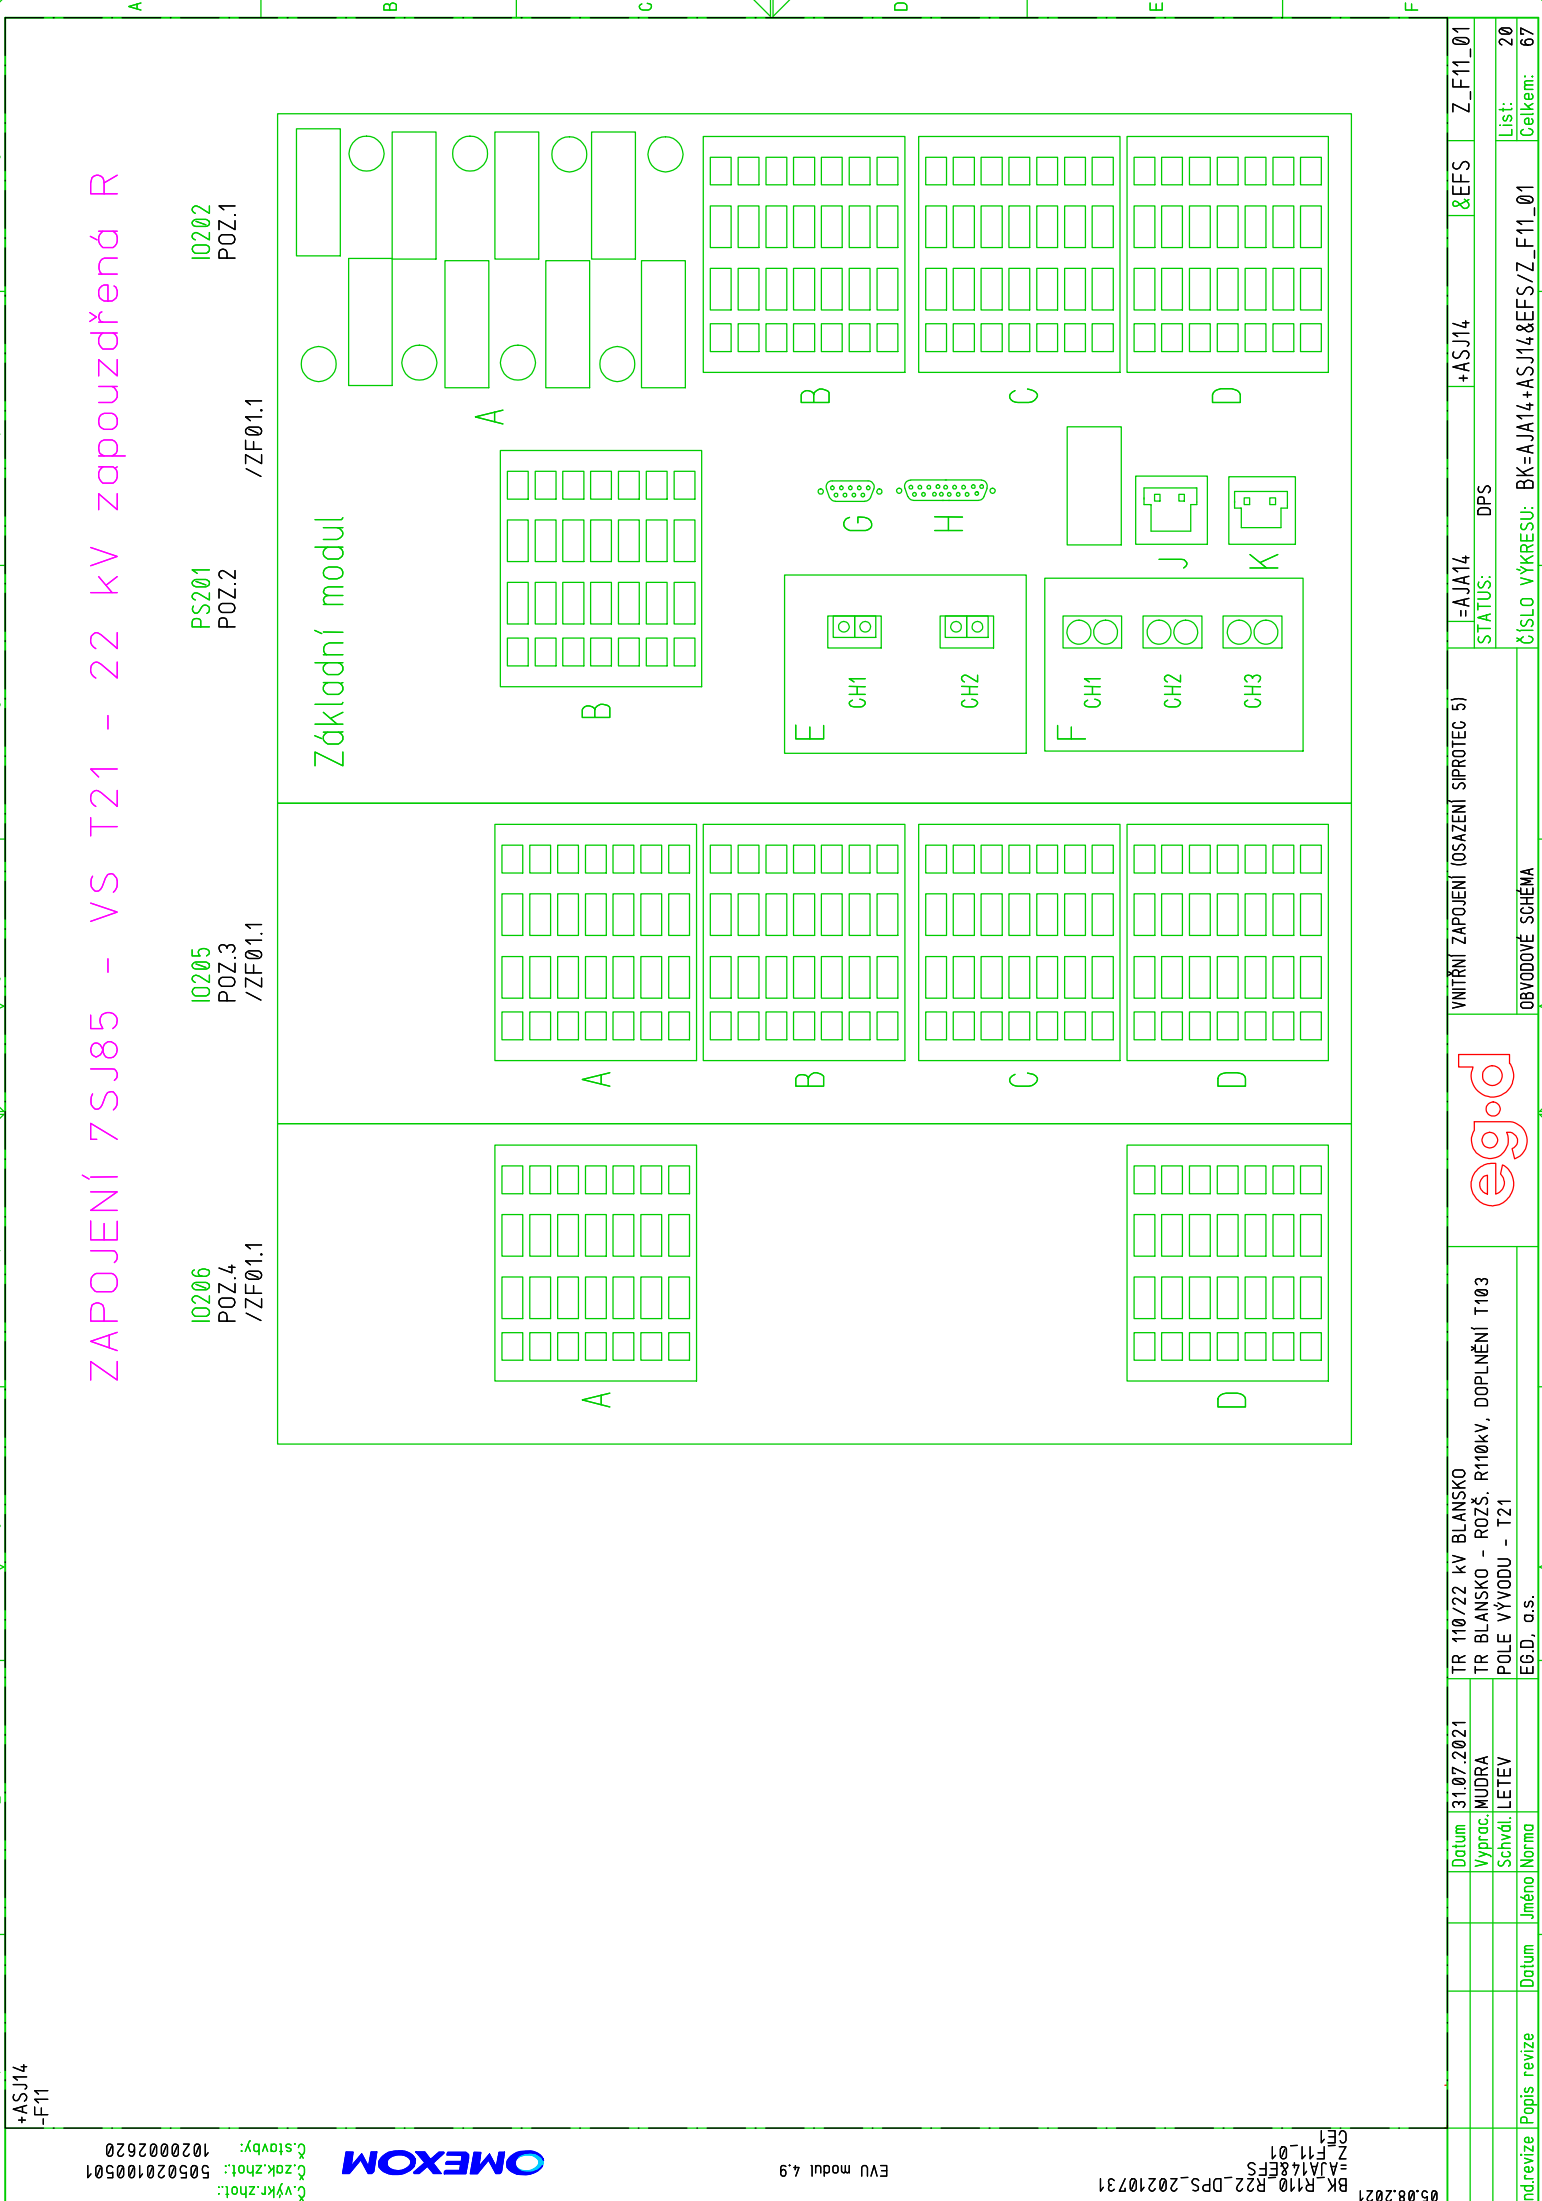 +ASJ14
-F11
ZAPOJENÍ 7SJ85 - VS T21 - 22 kV zapouzdřená R
IO206
POZ.4
/ZF01.1
IO205
POZ.3
/ZF01.1
PS201
POZ.2
/ZF01.1
IO202
POZ.1
Základní modul
A
B
A
B
G
H
C
D
E
CH1
CH2
F
CH1
CH2
CH3
J
K
A
B
C
D
A
D
B
C
D
A
B
C
D
E
F
Č.stavby: 1020002620
Č.zak.zhot.: 505020100501
Č.výkr.zhot.:
OMEXOM
EVU modul 4.9
CE1
Z_F11_01
=AJA14&EFS
BK_R110_R22_DPS_20210731
05.08.2021
nd.revize
Popis revize
Datum
Jméno
Norma
Datum 31.07.2021
Vyprac. MUDRA
Schvál. LETEV
TR 110/22 kV BLANSKO
TR BLANSKO - ROZŠ. R110kV, DOPLNĚNÍ T103
POLE VÝVODU - T21
EG.D, a.s.
eg·d
VNITŘNÍ ZAPOJENÍ (OSAZENÍ SIPROTEC 5)
OBVODOVÉ SCHÉMA
=AJA14
+ASJ14
&EFS
Z_F11_01
STATUS: DPS
List: 20
ČÍSLO VÝKRESU: BK=AJA14+ASJ14&EFS/Z_F11_01
Celkem: 67